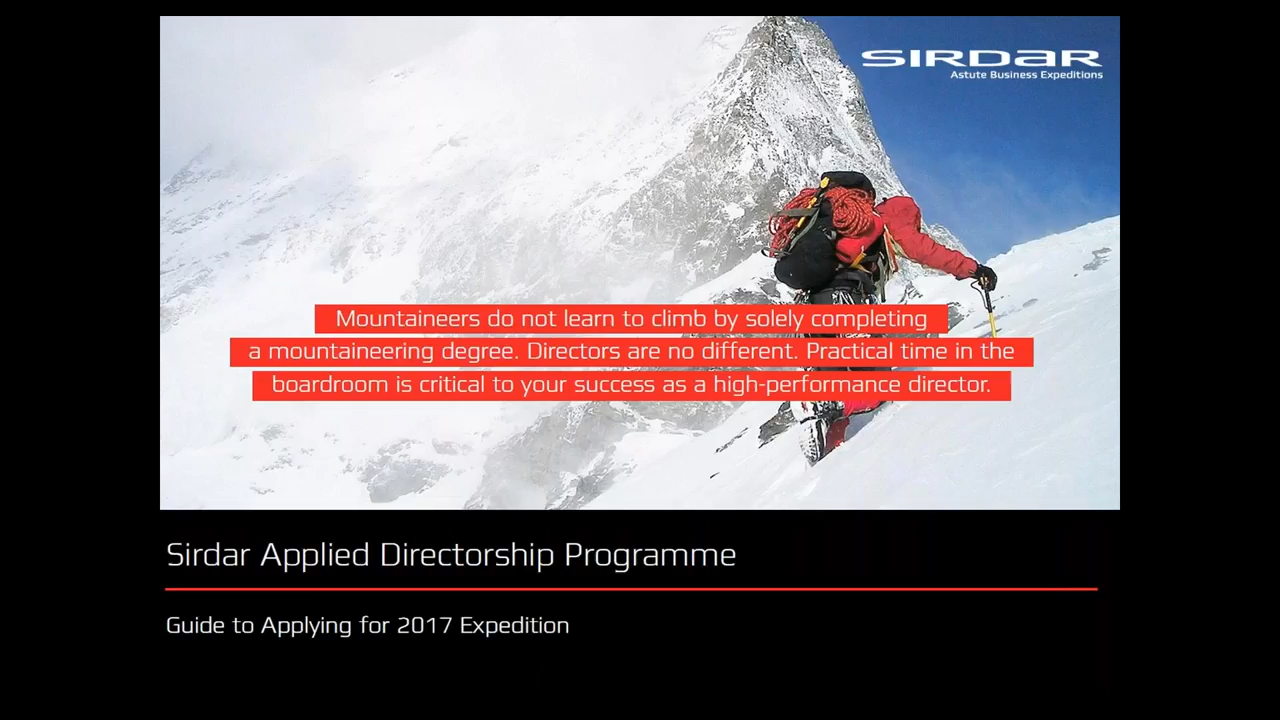 SIRDAR
Astute Business Expeditions
Mountaineers do not learn to climb by solely completing
a mountaineering degree. Directors are no different. Practical time in the
boardroom is critical to your success as a high-performance director.
Sirdar Applied Directorship Programme
Guide to Applying for 2017 Expedition